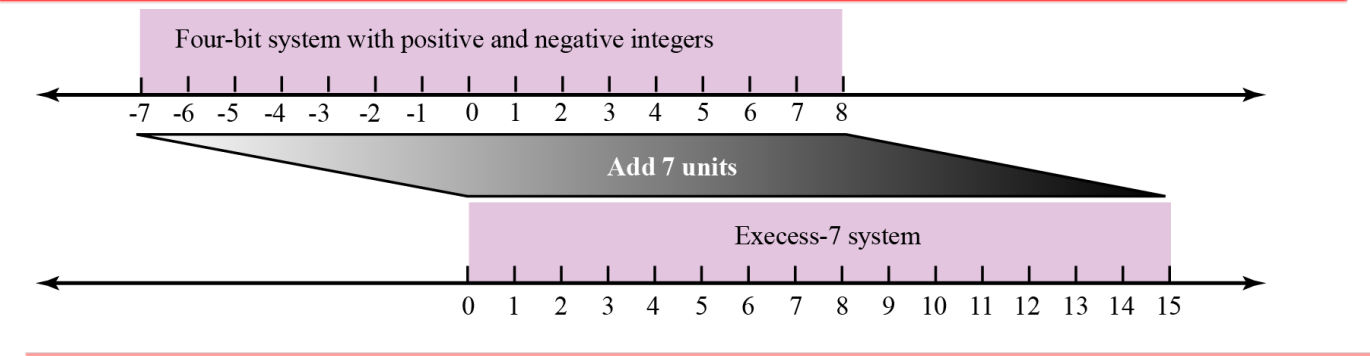 Four-bit system with positive and negative integers
-7 -6 -5 -4 -3 -2 -1 0 1 2 3 4 5 6 7 8
Add 7 units
Execess-7 system
0 1 2 3 4 5 6 7 8 9 10 11 12 13 14 15